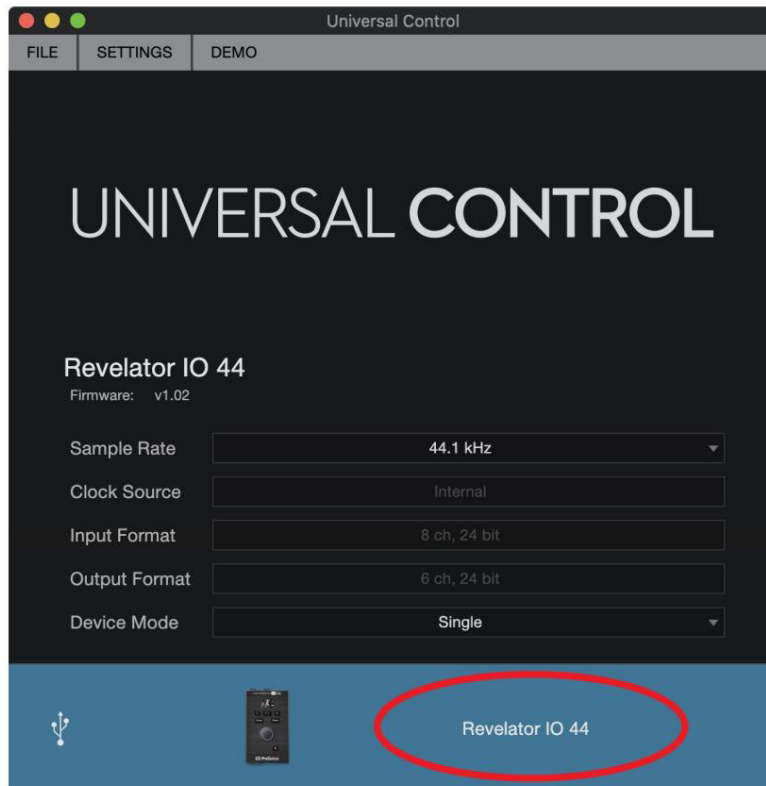 Universal Control
FILE SETTINGS DEMO
UNIVERSAL CONTROL
Revelator IO 44
Firmware: v1.02
Sample Rate 44.1 kHz
Clock Source Internal
Input Format 8 ch, 24 bit
Output Format 6 ch, 24 bit
Device Mode Single
PreSonus
Revelator IO 44